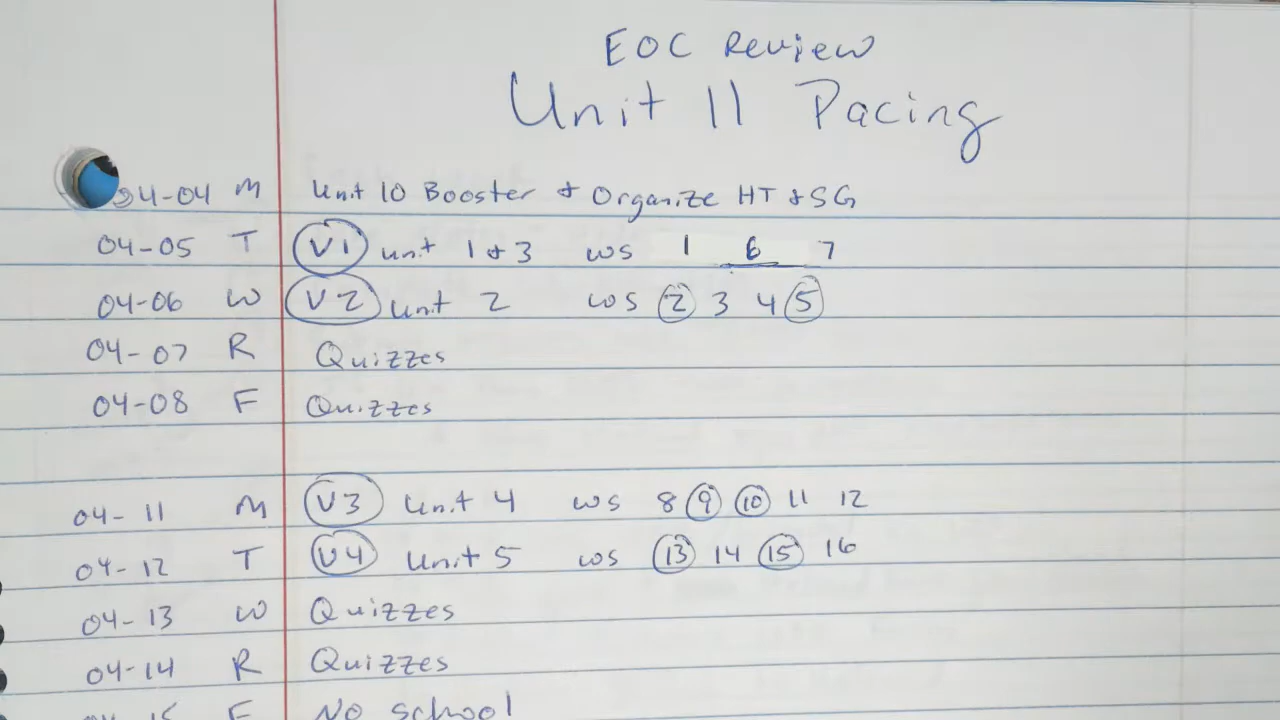 EOC Review
Unit 11 Pacing
04-04 M Unit 10 Booster & Organize HT & SG
04-05 T V1 Unit 1 & 3 WS 1 6 7
04-06 W V2 Unit 2 WS 2 3 4 5
04-07 R Quizzes
04-08 F Quizzes
04-11 M V3 Unit 4 WS 8 9 10 11 12
04-12 T V4 Unit 5 WS 13 14 15 16
04-13 W Quizzes
04-14 R Quizzes
04-15 F No school